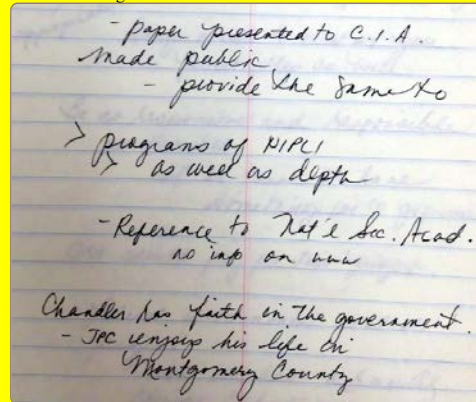 - paper presented to C.I.A.
made public
- provide the same to
> programs of NIPLI
> as well as depth
- Reference to Nat'l Sec. Acad.
no info on www
Chandler has faith in the government.
- JPC enjoys his life in
Montgomery County